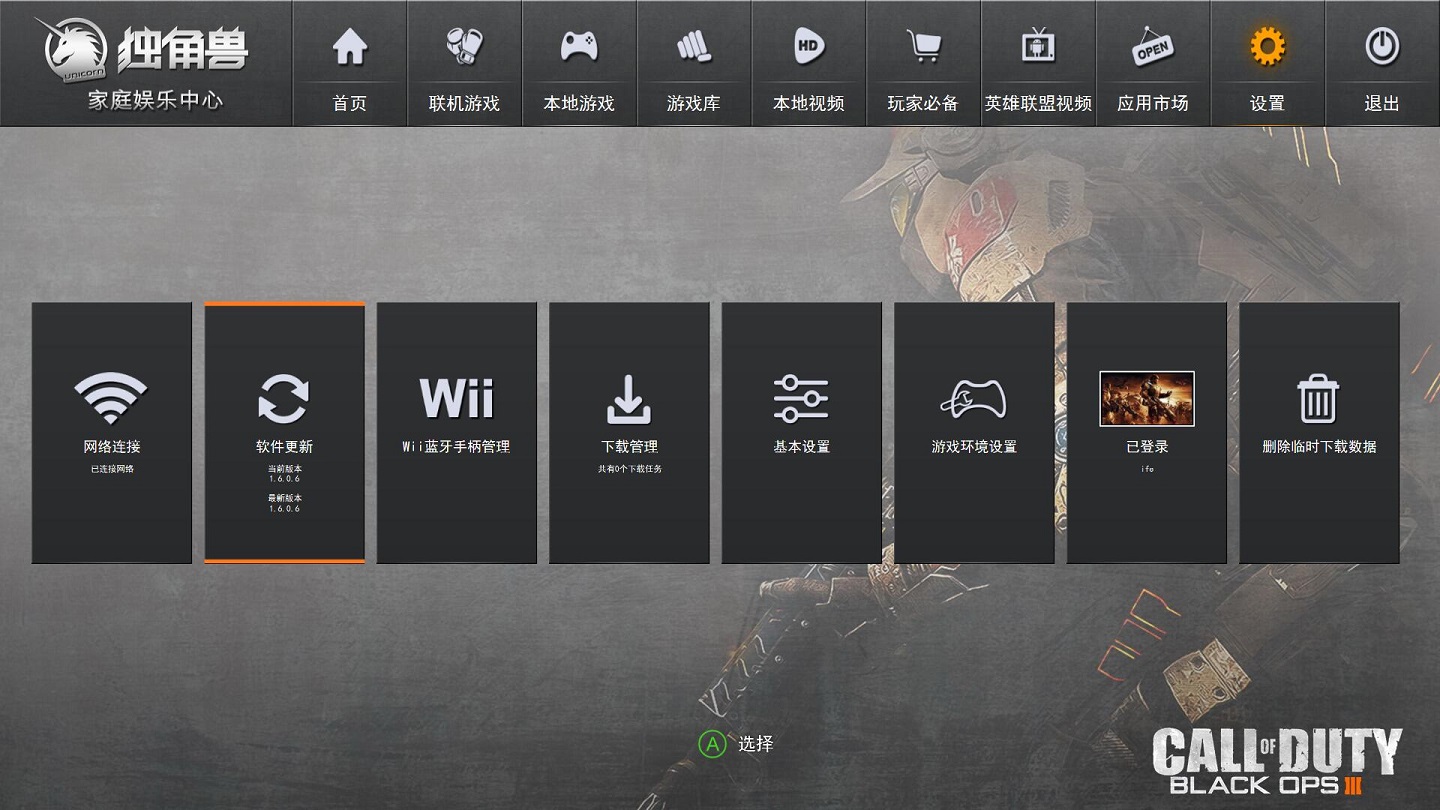 独角兽
unicorn
家庭娱乐中心
首页
联机游戏
本地游戏
游戏库
HD
本地视频
玩家必备
英雄联盟视频
OPEN
应用市场
设置
退出
网络连接
已连接网络
软件更新
当前版本
1.6.0.6
最新版本
1.6.0.6
Wii
Wii蓝牙手柄管理
下载管理
共有0个下载任务
基本设置
游戏环境设置
已登录
ifo
删除临时下载数据
A 选择
CALL OF DUTY
BLACK OPS III